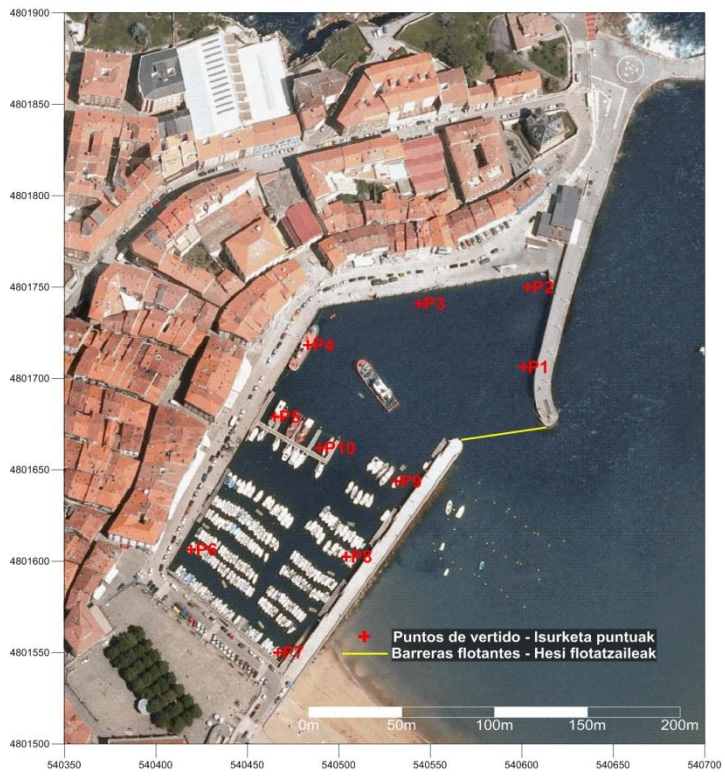 4801900
4801850
4801800
4801750
P2
P3
P4
P1
4801700
P5
P10
4801650
P9
4801600
P6
P8
Puntos de vertido - Isurketa puntuak
Barreras flotantes - Hesi flotatzaileak
4801550
P7
0m 50m 100m 150m 200m
4801500
540350 540400 540450 540500 540550 540600 540650 540700